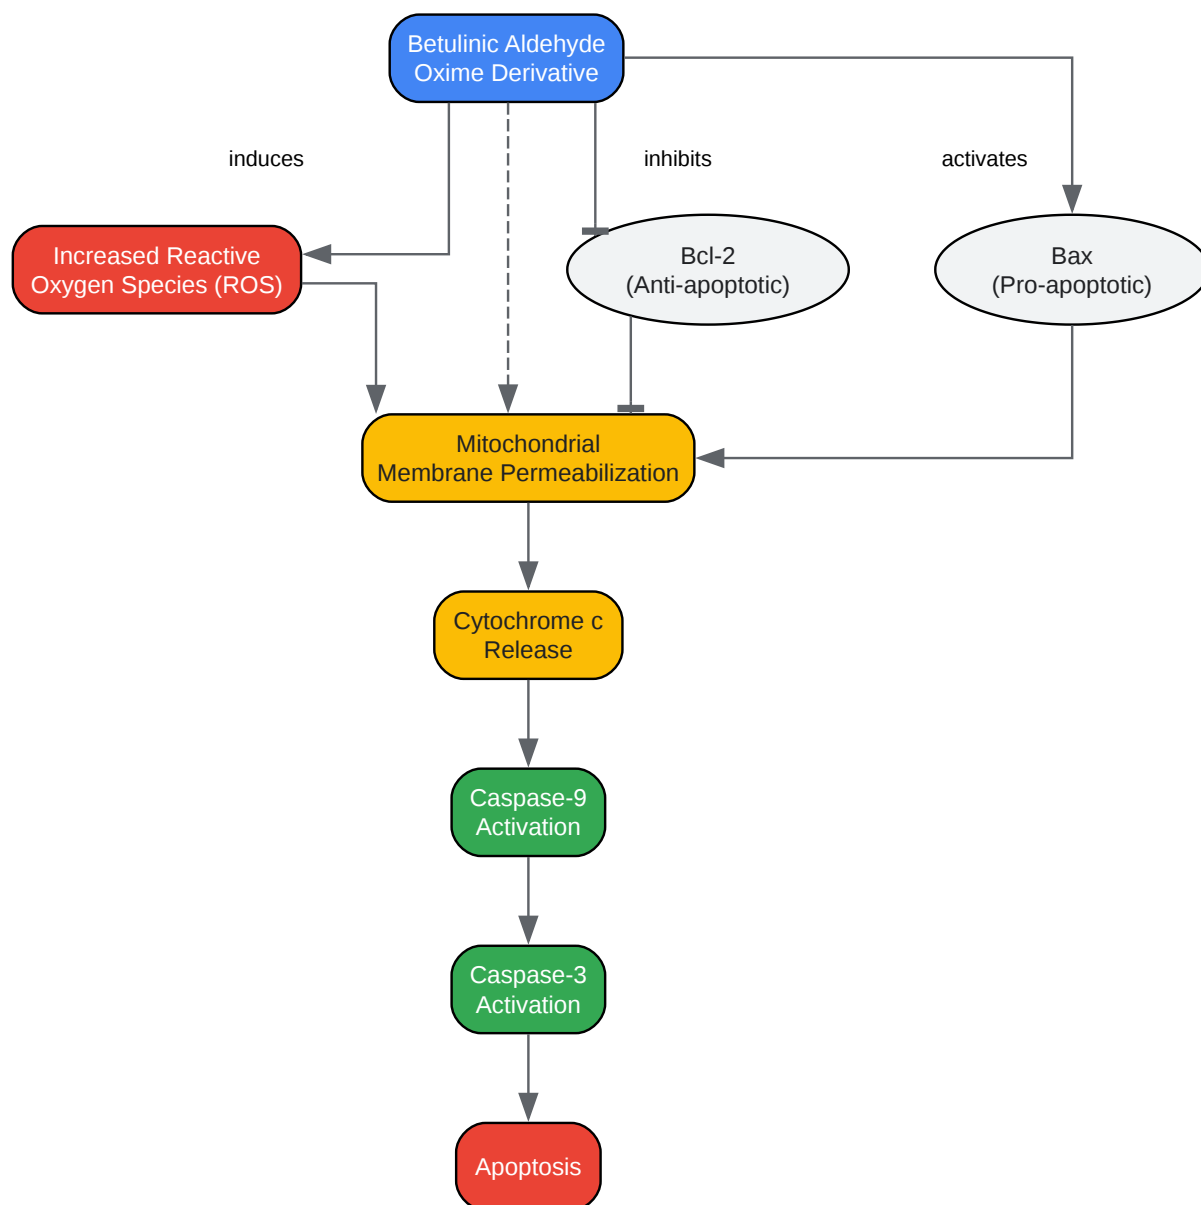 Betulinic Aldehyde
Oxime Derivative
induces
inhibits
activates
Increased Reactive
Oxygen Species (ROS)
Bcl-2
(Anti-apoptotic)
Bax
(Pro-apoptotic)
Mitochondrial
Membrane Permeabilization
Cytochrome c
Release
Caspase-9
Activation
Caspase-3
Activation
Apoptosis